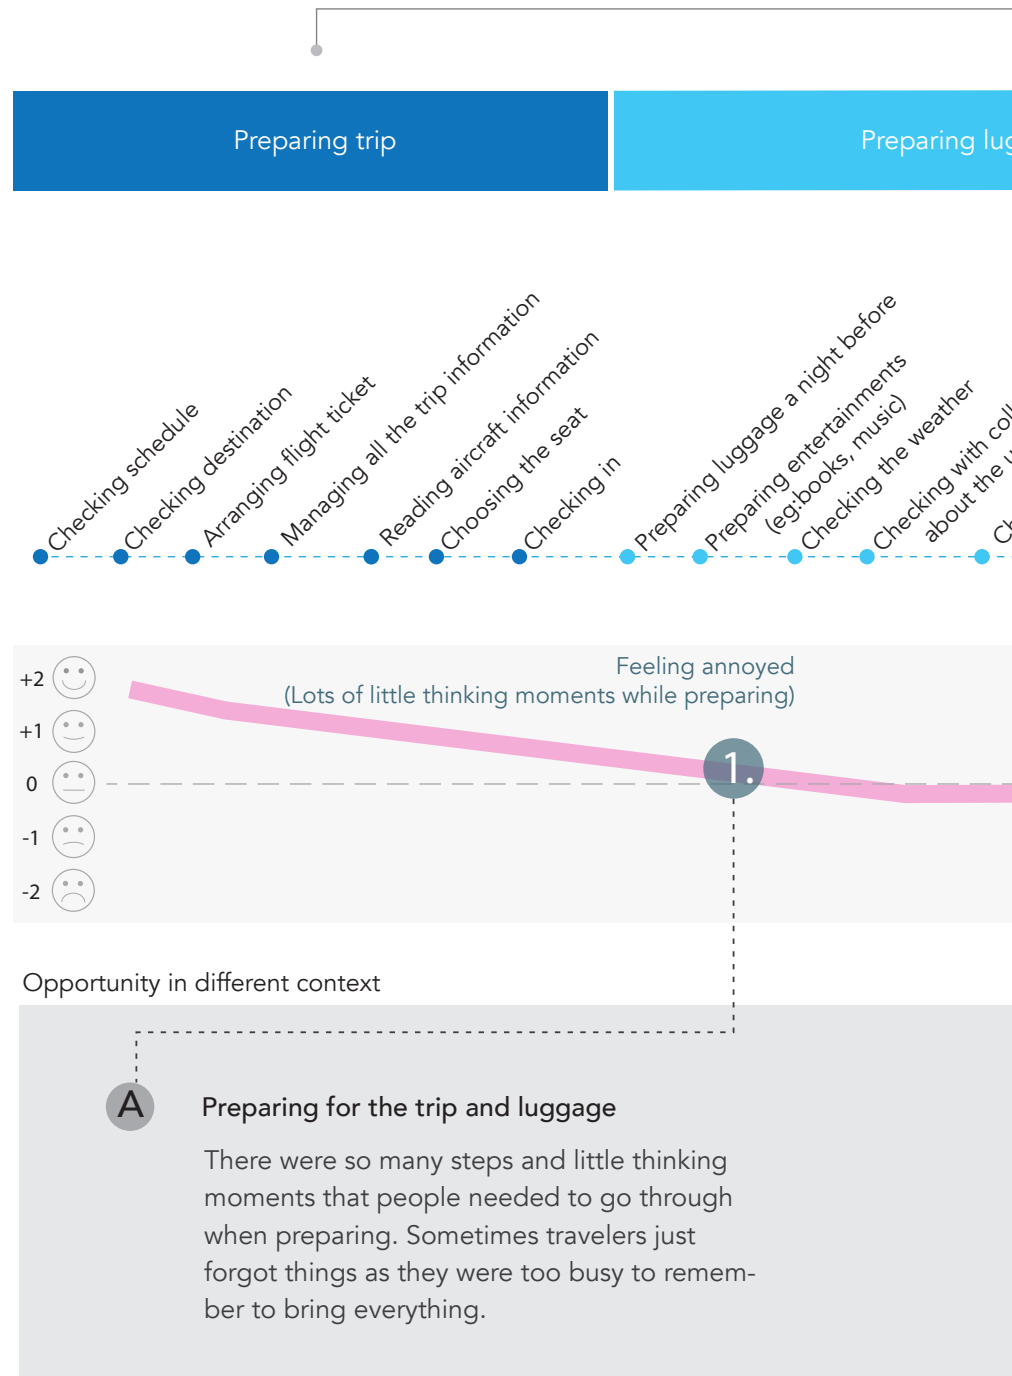 Preparing trip
Preparing
Checking schedule
Checking destination
Arranging flight ticket
Managing all the trip information
Reading aircraft information
Choosing the seat
Checking in
Preparing luggage a night before
Preparing entertainments
(eg:books, music)
Checking the weather
Checking with
about the
Feeling annoyed
(Lots of little thinking moments while preparing)
+2
+1
0
-1
-2
1.
Opportunity in different context
A
Preparing for the trip and luggage
There were so many steps and little thinking
moments that people needed to go through
when preparing. Sometimes travelers just
forgot things as they were too busy to remem-
ber to bring everything.